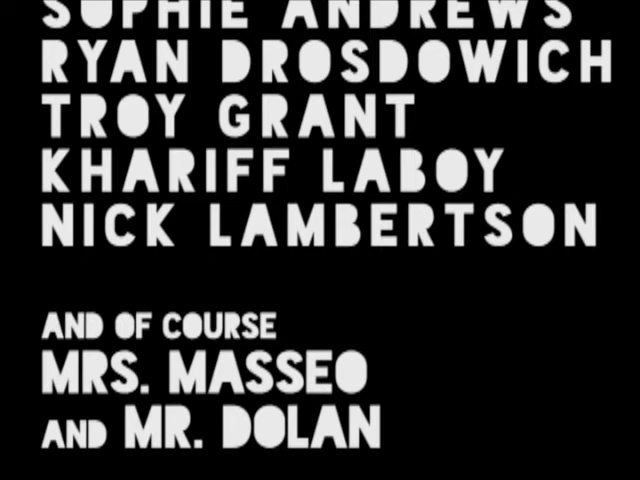 SOPHIE ANDREWS
RYAN DROSDOWICH
TROY GRANT
KHARIFF LABOY
NICK LAMBERTSON
AND OF COURSE
MRS. MASSEO
AND MR. DOLAN